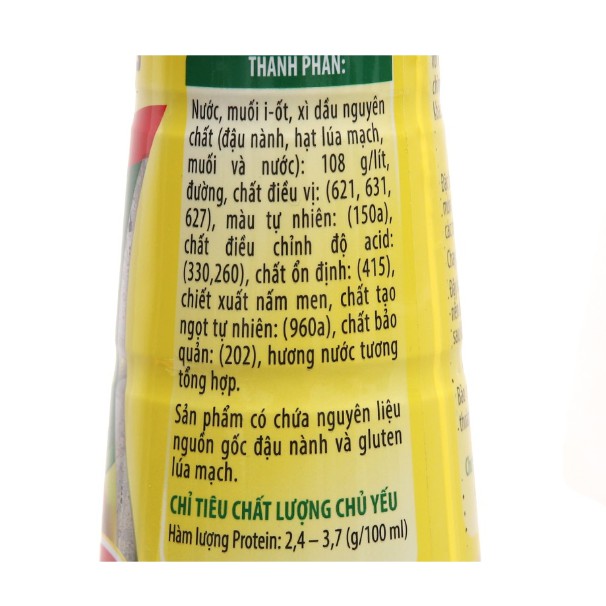 THÀNH PHẦN:
Nước, muối i-ốt, xì dầu nguyên
chất (đậu nành, hạt lúa mạch,
muối và nước): 108 g/lít,
đường, chất điều vị: (621, 631,
627), màu tự nhiên: (150a),
chất điều chỉnh độ acid:
(330,260), chất ổn định: (415),
chiết xuất nấm men, chất tạo
ngọt tự nhiên: (960a), chất bảo
quản: (202), hương nước tương
tổng hợp.
Sản phẩm có chứa nguyên liệu
nguồn gốc đậu nành và gluten
lúa mạch.
CHỈ TIÊU CHẤT LƯỢNG CHỦ YẾU
Hàm lượng Protein: 2,4 – 3,7 (g/100 ml)